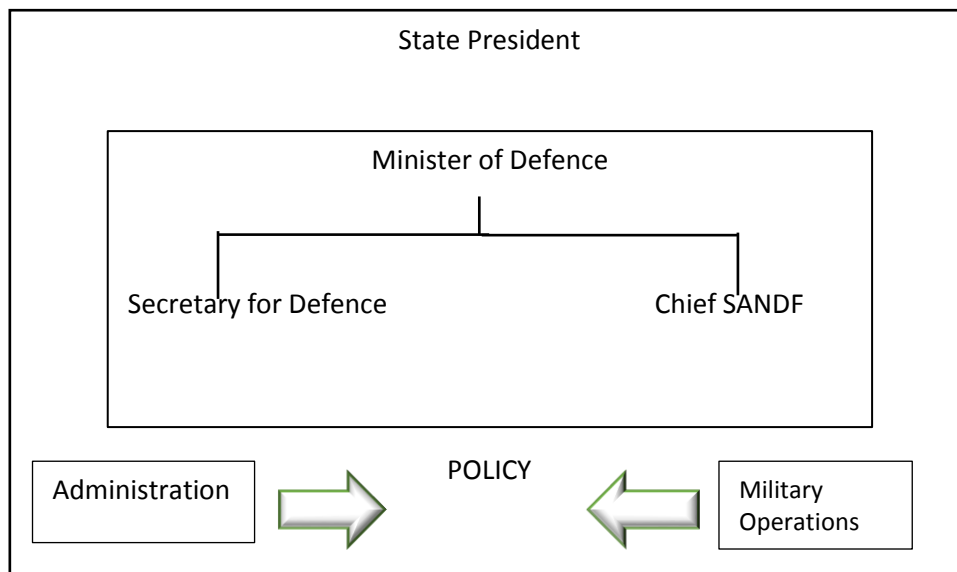 State President
Minister of Defence
Secretary for Defence
Chief SANDF
POLICY
Administration
Military
Operations